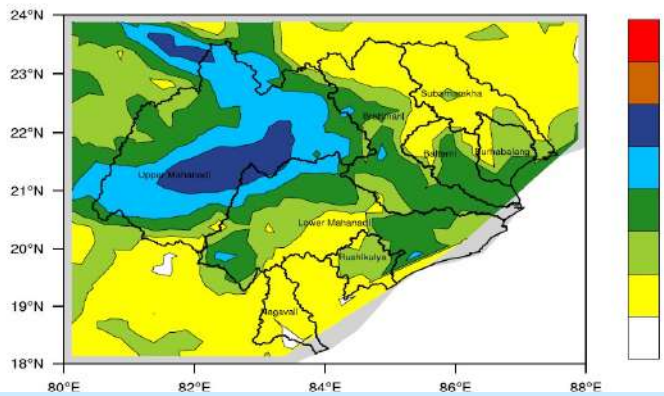 24°N
23°N
22°N
21°N
20°N
19°N
18°N
80°E 82°E 84°E 86°E 88°E
Subarnarekha
Brahmani
Baitarni Burhabalang
Upper Mahanadi
Lower Mahanadi
Rushikulya
Nagavali